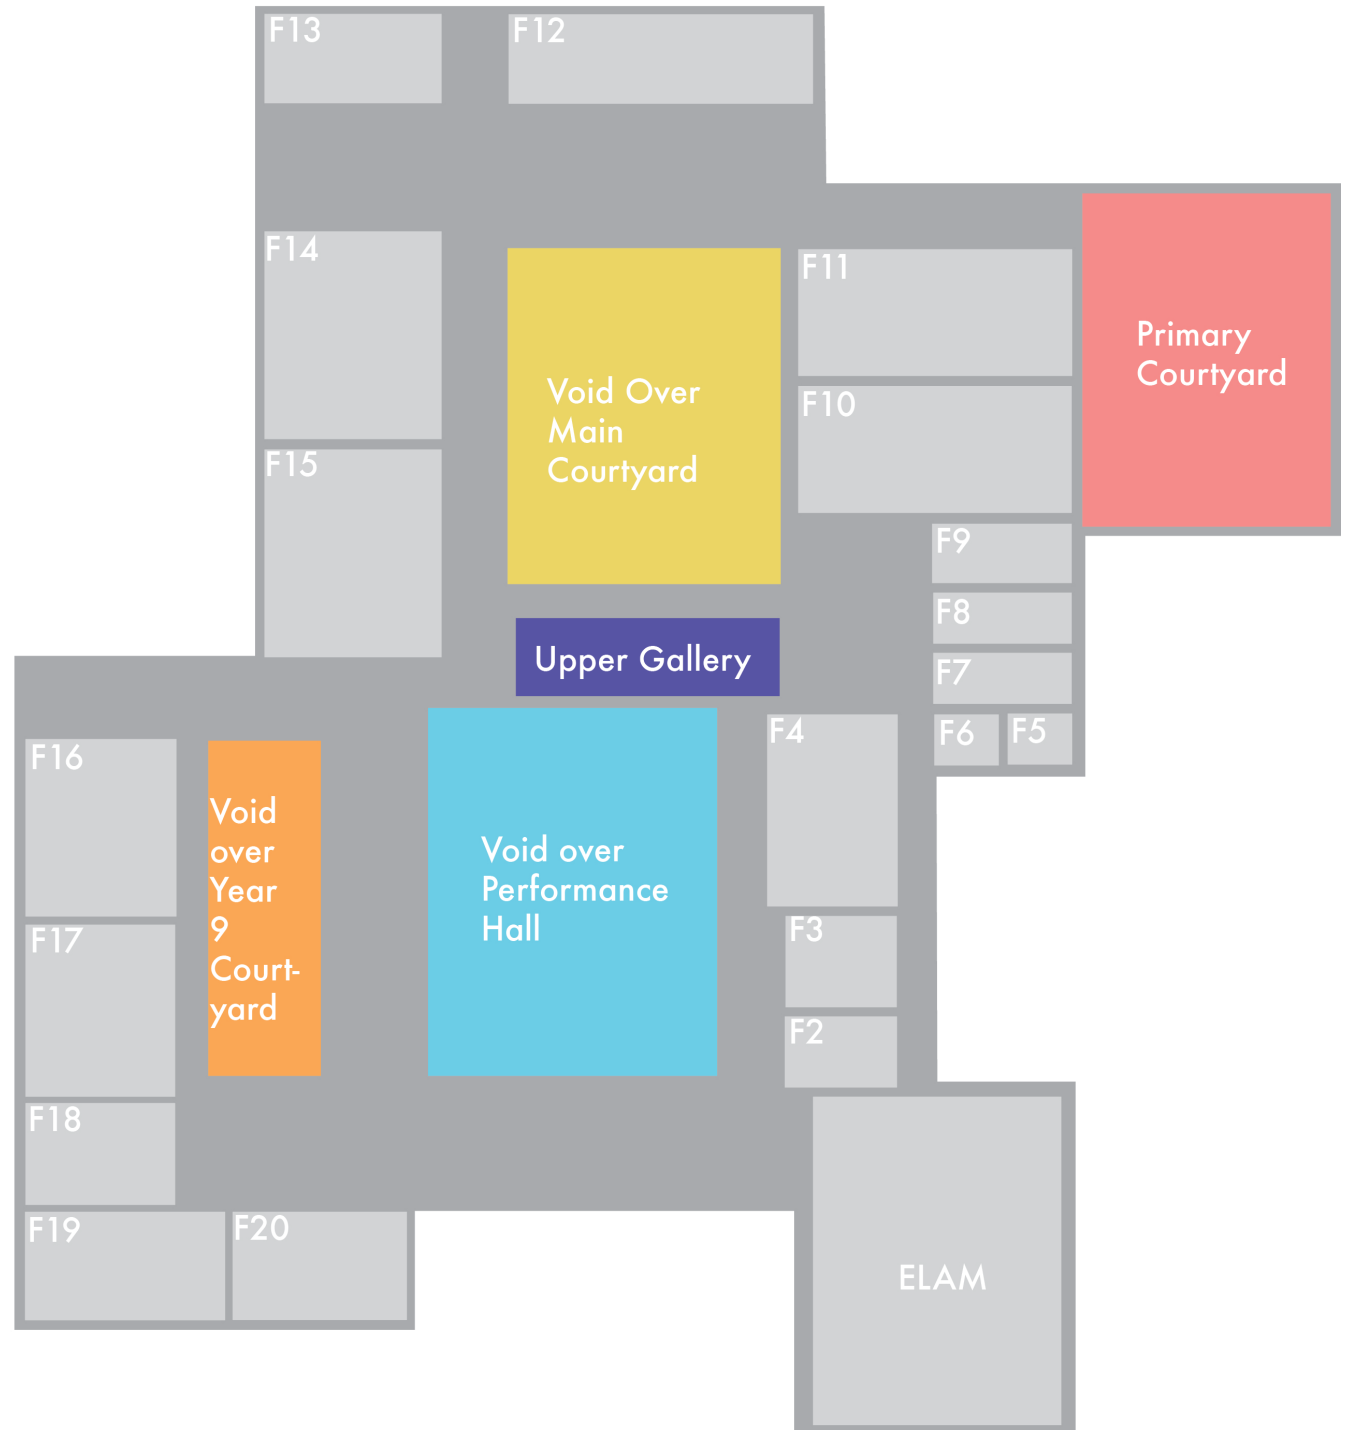 F13
F12
F14
F11
Primary
Courtyard
Void Over
Main
Courtyard
F10
F15
F9
F8
Upper Gallery
F7
F4
F6
F5
F16
Void
over
Year
9
Court-
yard
Void over
Performance
Hall
F3
F17
F2
F18
F19
F20
ELAM